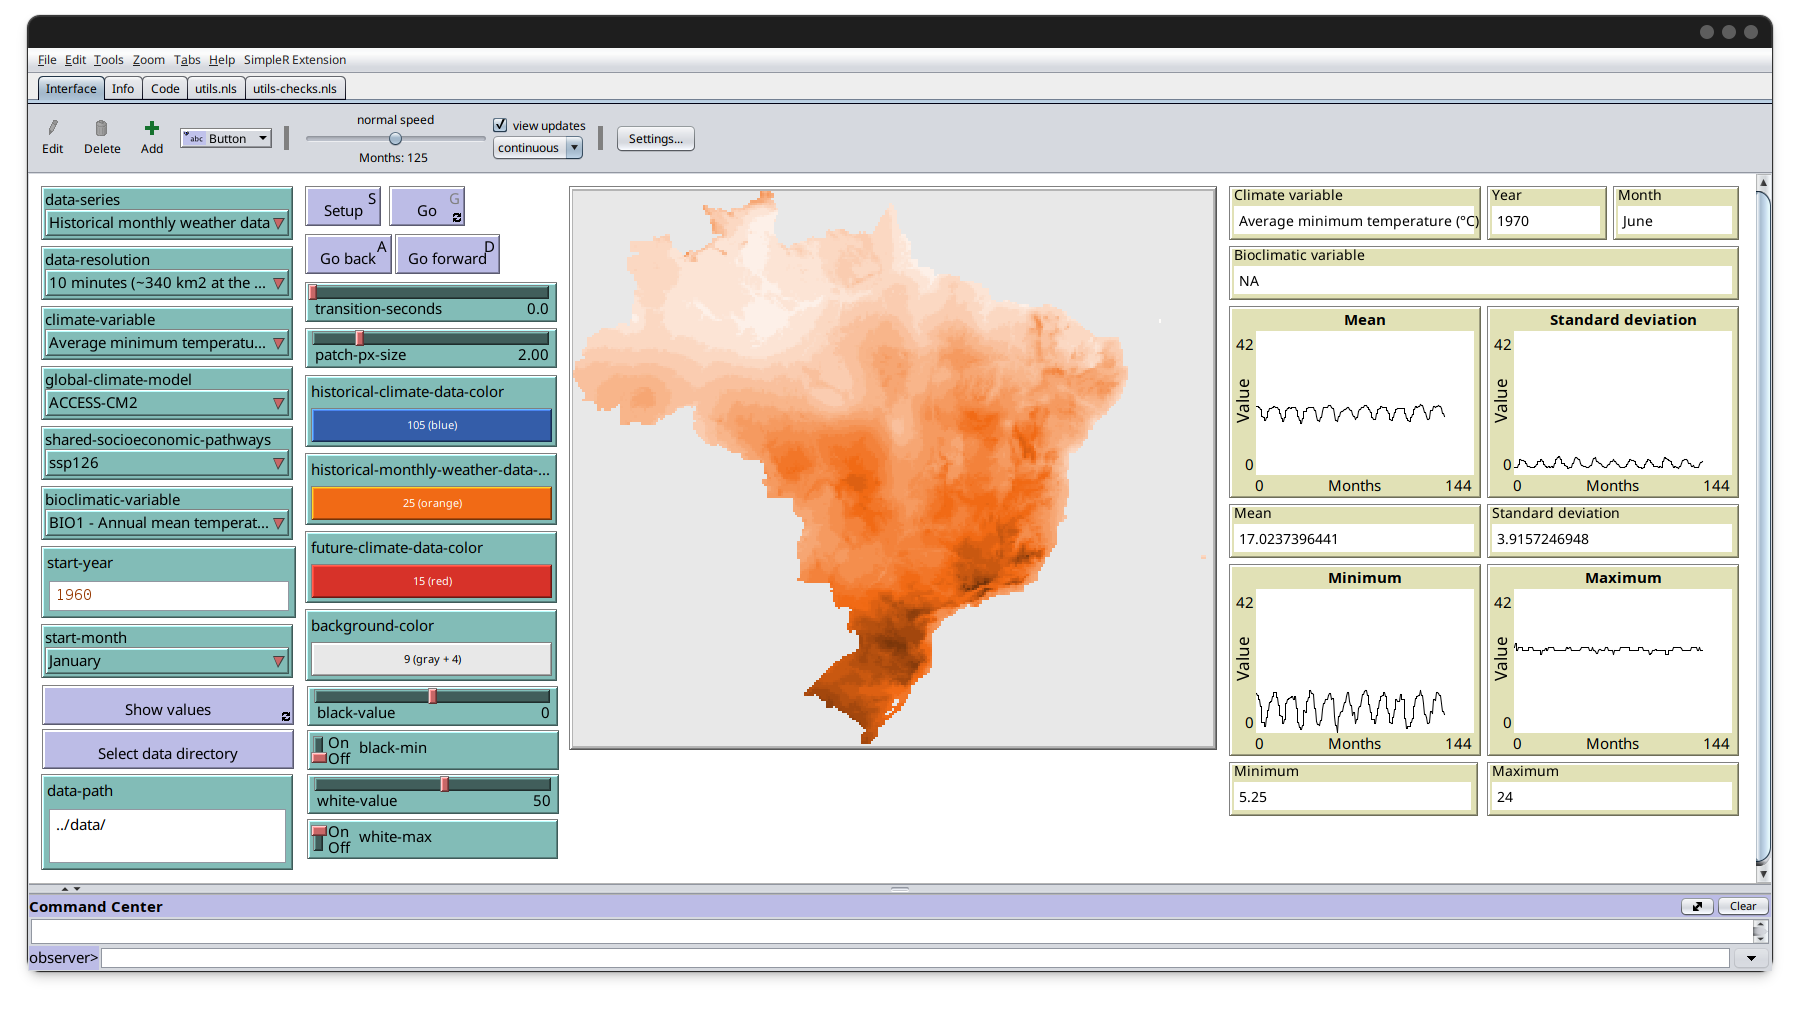 File Edit Tools Zoom Tabs Help SimpleR Extension
Interface Info Code utils.nls utils-checks.nls
Edit Delete Add
abc Button
normal speed
Months: 125
view updates
continuous
Settings...
data-series
Historical monthly weather data
data-resolution
10 minutes (~340 km2 at the ...
climate-variable
Average minimum temperatu...
global-climate-model
ACCESS-CM2
shared-socioeconomic-pathways
ssp126
bioclimatic-variable
BIO1 - Annual mean temperat...
start-year
1960
start-month
January
Show values
Select data directory
data-path
../data/
Setup S
Go G
Go back A
Go forward D
transition-seconds 0.0
patch-px-size 2.00
historical-climate-data-color
105 (blue)
historical-monthly-weather-data-...
25 (orange)
future-climate-data-color
15 (red)
background-color
9 (gray + 4)
black-value 0
On
Off
black-min
white-value 50
On
Off
white-max
Climate variable
Average minimum temperature (°C)
Year
1970
Month
June
Bioclimatic variable
NA
Mean
42
Value
0
0 Months 144
Standard deviation
42
Value
0
0 Months 144
Mean
17.0237396441
Standard deviation
3.9157246948
Minimum
42
Value
0
0 Months 144
Maximum
42
Value
0
0 Months 144
Minimum
5.25
Maximum
24
Command Center
Clear
observer>